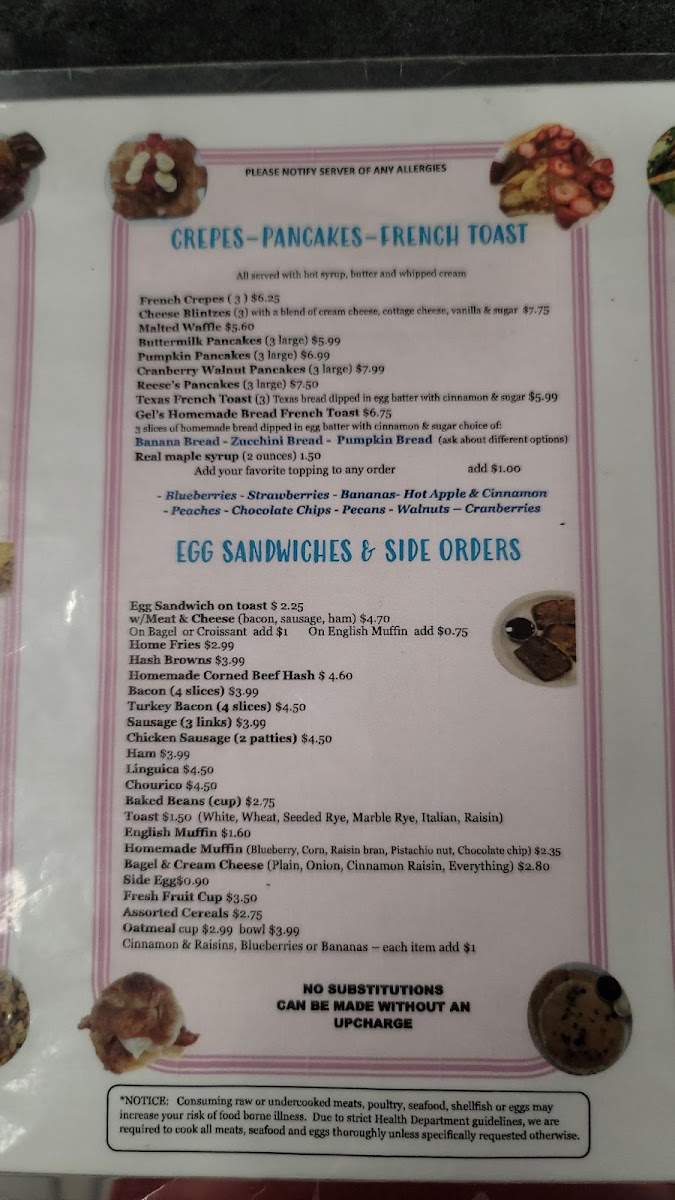 PLEASE NOTIFY SERVER OF ANY ALLERGIES
CREPES-PANCAKES-FRENCH TOAST
All served with hot syrup, butter and whipped cream
French Crepes ( 3 ) $6.25
Cheese Blintzes (3) with a blend of cream cheese, cottage cheese, vanilla & sugar $7.75
Malted Waffle $5.60
Buttermilk Pancakes (3 large) $5.99
Pumpkin Pancakes (3 large) $6.99
Cranberry Walnut Pancakes (3 large) $7.99
Reese's Pancakes (3 large) $7.50
Texas French Toast (3) Texas bread dipped in egg batter with cinnamon & sugar $5.99
Gel's Homemade Bread French Toast $6.75
3 slices of homemade bread dipped in egg batter with cinnamon & sugar choice of:
Banana Bread - Zucchini Bread - Pumpkin Bread (ask about different options)
Real maple syrup (2 ounces) 1.50
Add your favorite topping to any order add $1.00
- Blueberries - Strawberries - Bananas- Hot Apple & Cinnamon
- Peaches - Chocolate Chips - Pecans - Walnuts – Cranberries
EGG SANDWICHES & SIDE ORDERS
Egg Sandwich on toast $ 2.25
w/Meat & Cheese (bacon, sausage, ham) $4.70
On Bagel or Croissant add $1 On English Muffin add $0.75
Home Fries $2.99
Hash Browns $3.99
Homemade Corned Beef Hash $ 4.60
Bacon (4 slices) $3.99
Turkey Bacon (4 slices) $4.50
Sausage (3 links) $3.99
Chicken Sausage (2 patties) $4.50
Ham $3.99
Linguica $4.50
Chourico $4.50
Baked Beans (cup) $2.75
Toast $1.50 (White, Wheat, Seeded Rye, Marble Rye, Italian, Raisin)
English Muffin $1.60
Homemade Muffin (Blueberry, Corn, Raisin bran, Pistachio nut, Chocolate chip) $2.35
Bagel & Cream Cheese (Plain, Onion, Cinnamon Raisin, Everything) $2.80
Side Egg$0.90
Fresh Fruit Cup $3.50
Assorted Cereals $2.75
Oatmeal cup $2.99 bowl $3.99
Cinnamon & Raisins, Blueberries or Bananas – each item add $1
NO SUBSTITUTIONS
CAN BE MADE WITHOUT AN
UPCHARGE
*NOTICE: Consuming raw or undercooked meats, poultry, seafood, shellfish or eggs may
increase your risk of food borne illness. Due to strict Health Department guidelines, we are
required to cook all meats, seafood and eggs thoroughly unless specifically requested otherwise.